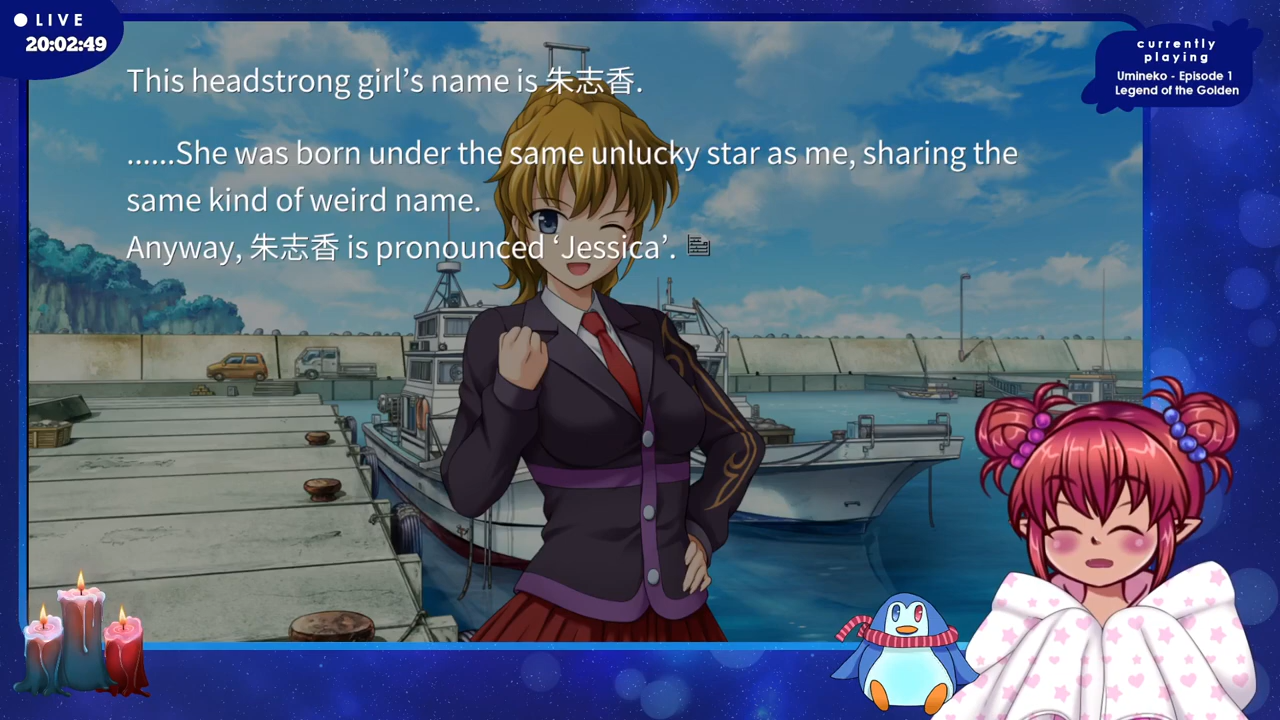 LIVE
20:02:49
currently
playing
Umineko - Episode 1
Legend of the Golden
This headstrong girl’s name is 朱志香.
......She was born under the same unlucky star as me, sharing the
same kind of weird name.
Anyway, 朱志香 is pronounced ‘Jessica’.